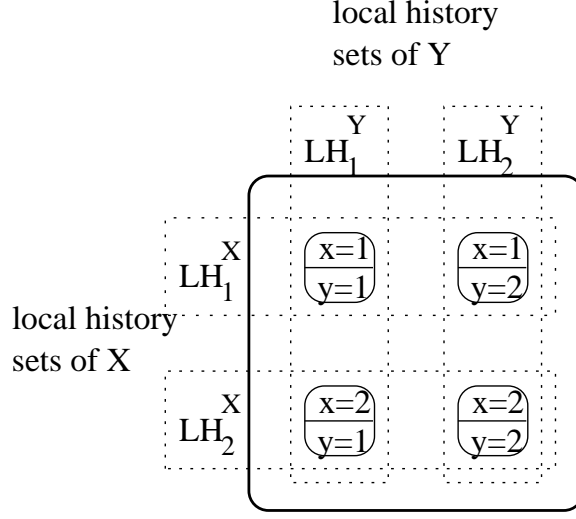 local history
sets of Y
LH₁ʸ LH₂ʸ
LH₁ˣ
x=1 x=1
y=1 y=2
local history
sets of X
LH₂ˣ
x=2 x=2
y=1 y=2